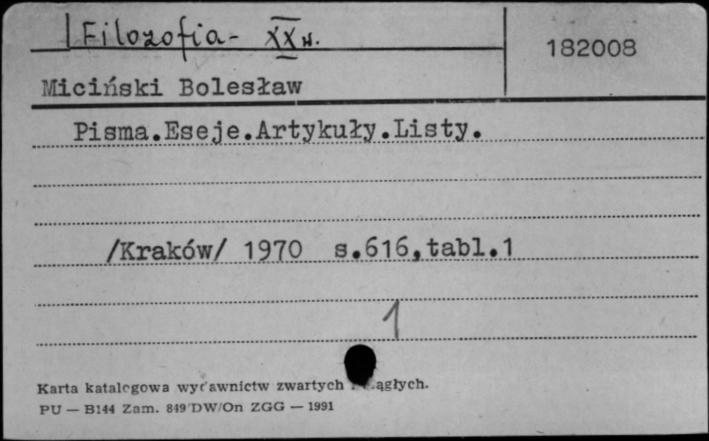 Filozofia - XX w.
182008
Miciński Bolesław
Pisma.Eseje.Artykuły.Listy.
/Kraków/ 1970 s.616,tabl.1
1
Karta katalogowa wydawnictw zwartych
PU — B144 Zam. 849 DW/On ZGG — 1991